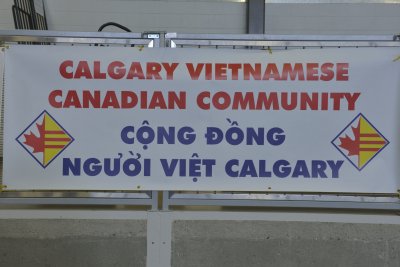 CALGARY VIETNAMESE
CANADIAN COMMUNITY
CỘNG ĐỒNG
NGƯỜI VIỆT CALGARY